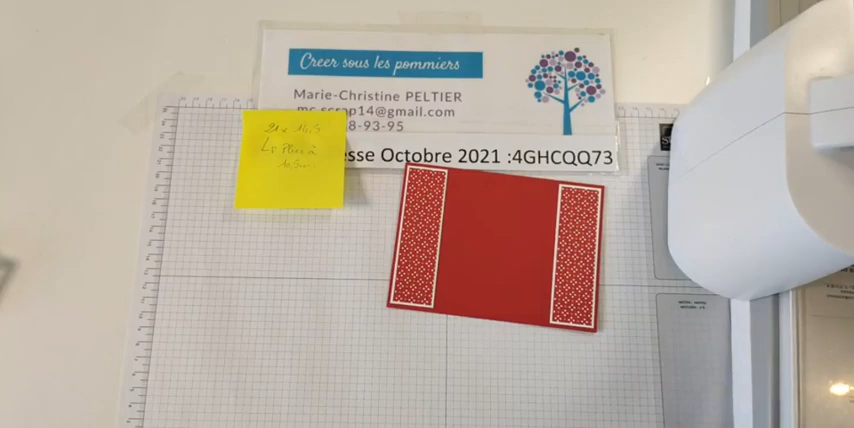 Creer sous les pommiers
Marie-Christine PELTIER
mc.scrap14@gmail.com
8-93-95
esse Octobre 2021 :4GHCQQ73
21 x 16,5